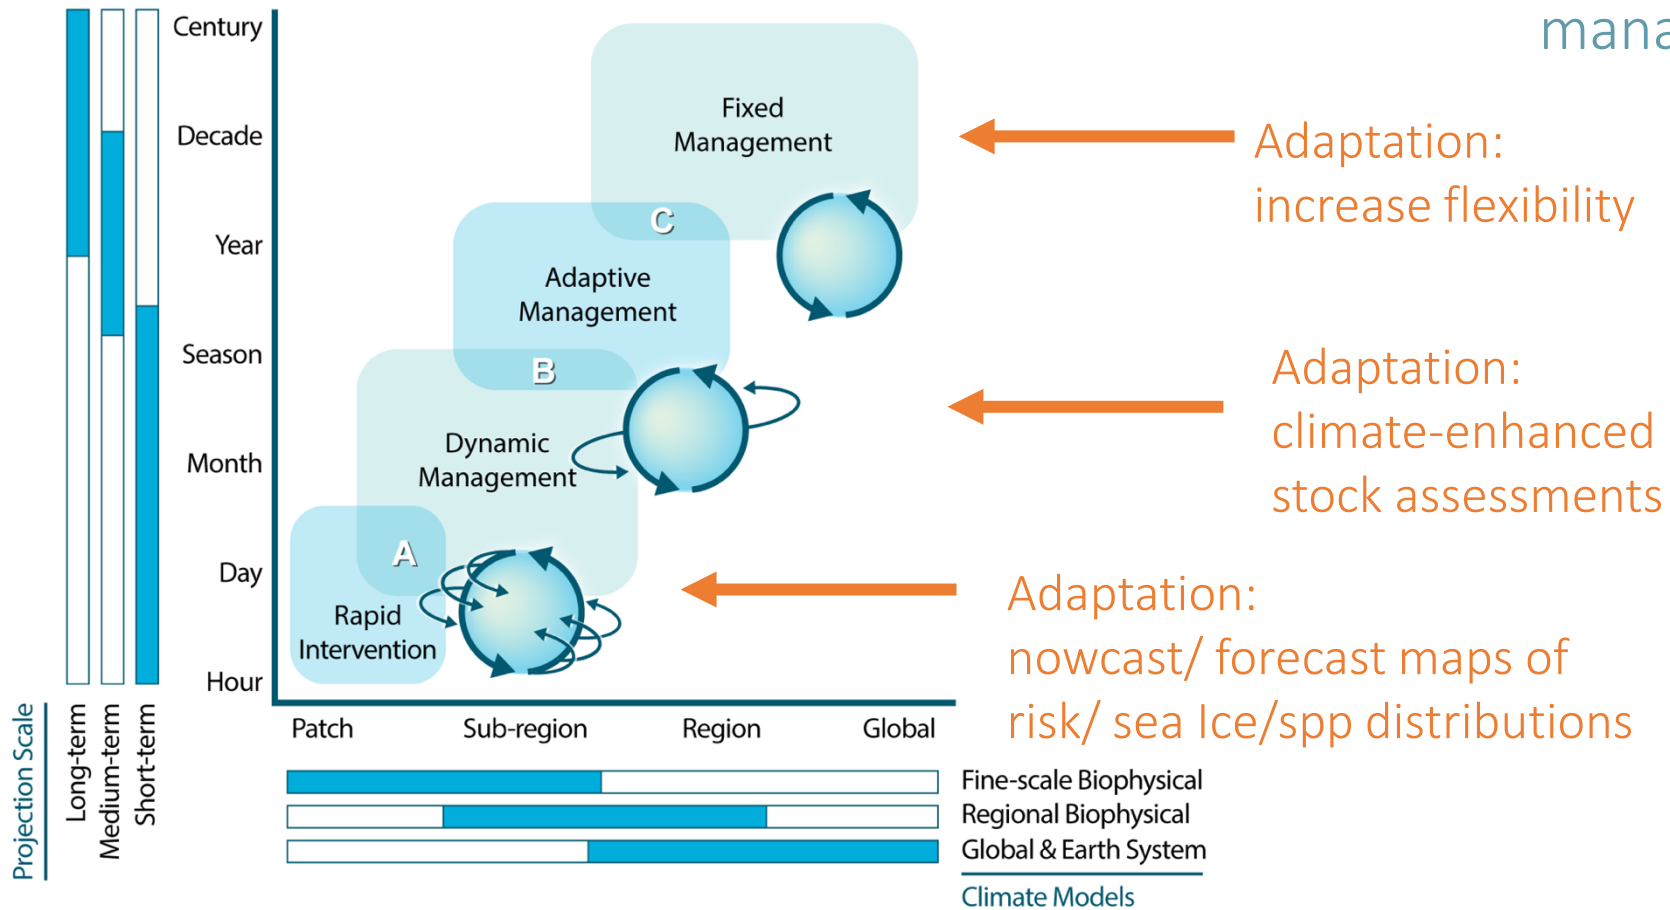 mana
Century
Decade
Year
Season
Month
Day
Hour
Fixed
Management
C
Adaptive
Management
B
Dynamic
Management
A
Rapid
Intervention
Adaptation:
increase flexibility
Adaptation:
climate-enhanced
stock assessments
Adaptation:
nowcast/ forecast maps of
risk/ sea Ice/spp distributions
Projection Scale
Long-term
Medium-term
Short-term
Patch
Sub-region
Region
Global
Fine-scale Biophysical
Regional Biophysical
Global & Earth System
Climate Models